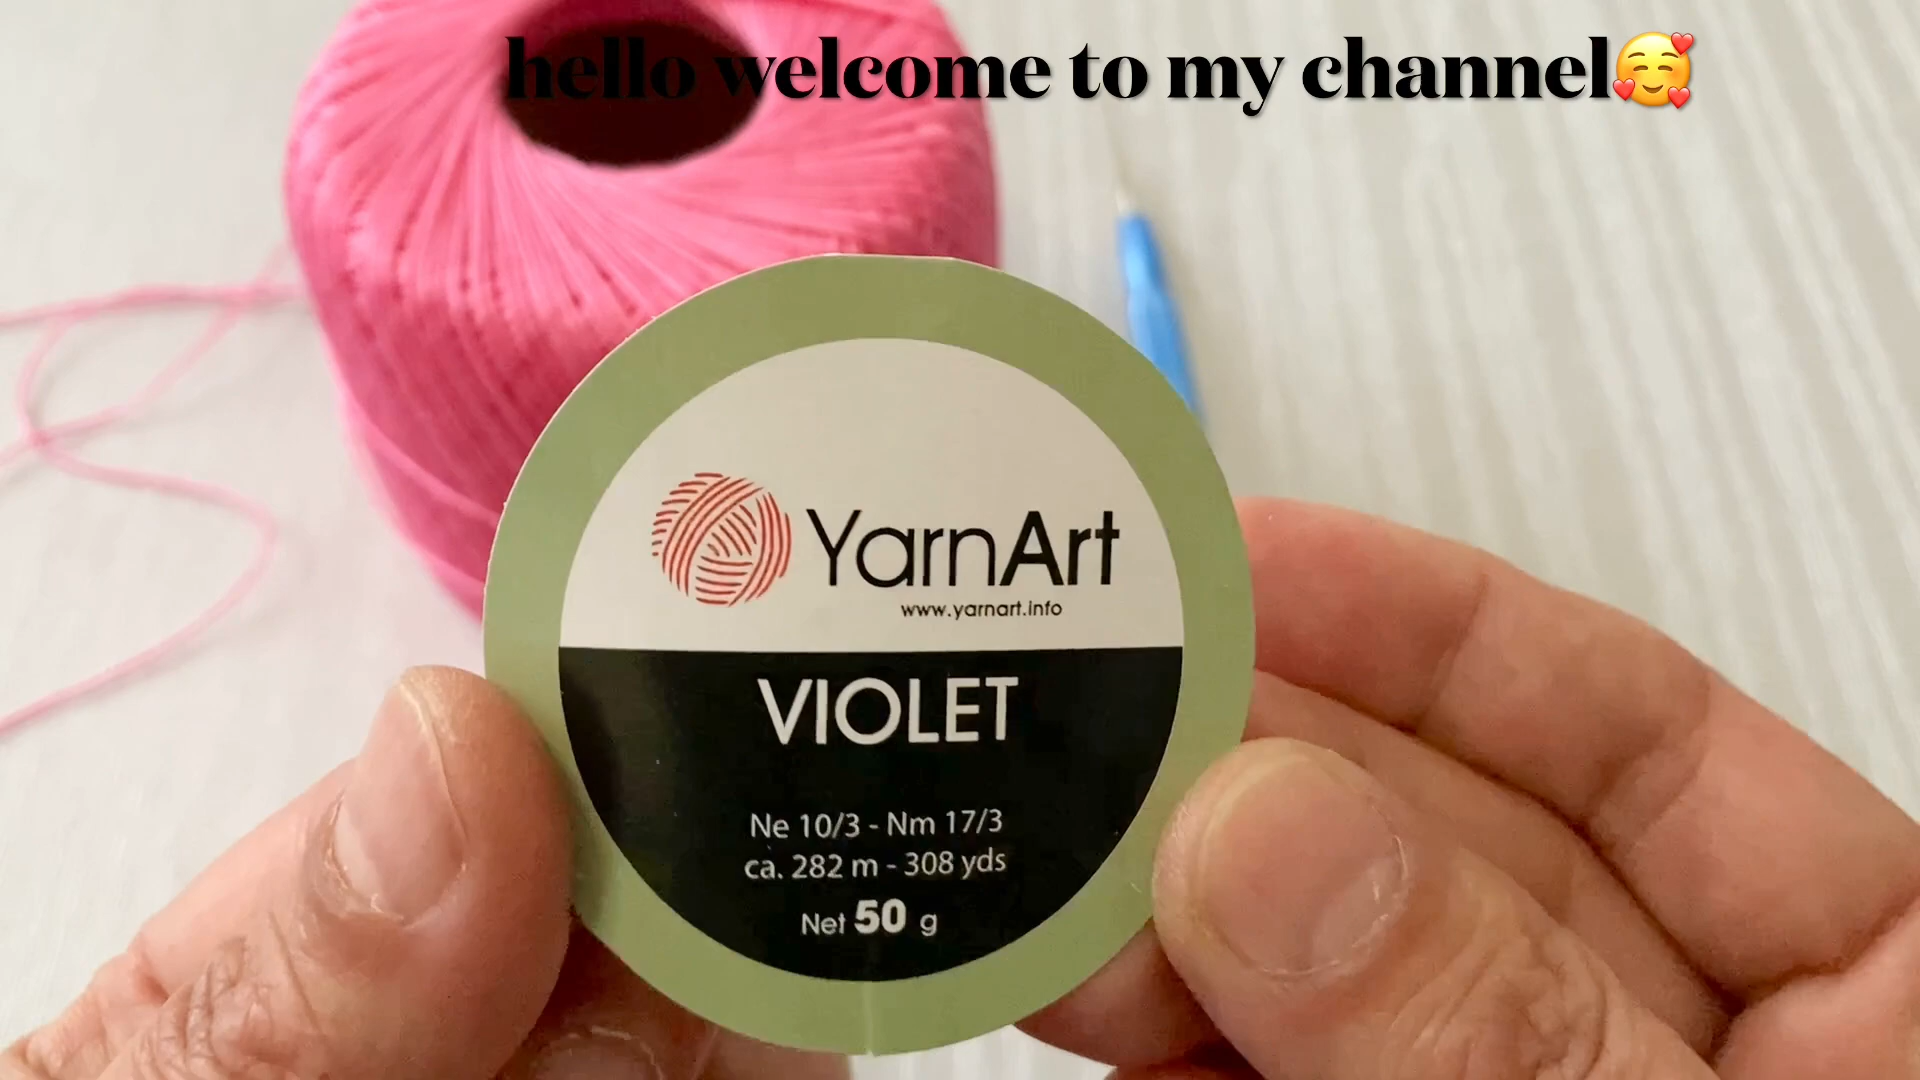 hello welcome to my channel🥰
YarnArt
www.yarnart.info
VIOLET
Ne 10/3 - Nm 17/3
ca. 282 m - 308 yds
Net 50 g